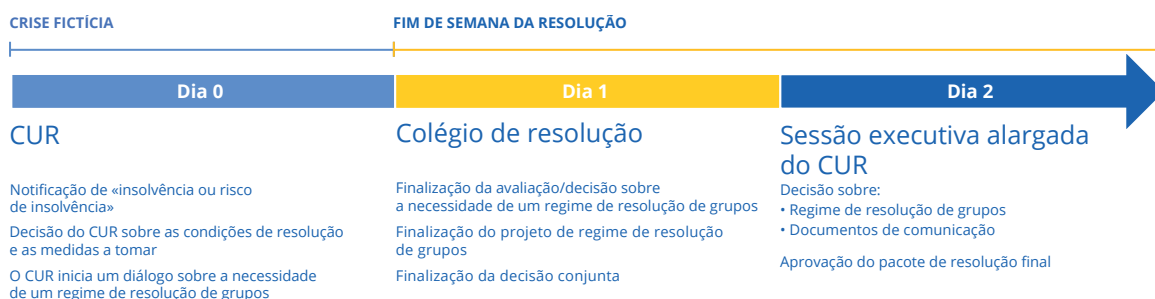 CRISE FICTÍCIA
FIM DE SEMANA DA RESOLUÇÃO
Dia 0
Dia 1
Dia 2
CUR
Notificação de «insolvência ou risco
de insolvência»
Decisão do CUR sobre as condições de resolução
e as medidas a tomar
O CUR inicia um diálogo sobre a necessidade
de um regime de resolução de grupos
Colégio de resolução
Finalização da avaliação/decisão sobre
a necessidade de um regime de resolução de grupos
Finalização do projeto de regime de resolução
de grupos
Finalização da decisão conjunta
Sessão executiva alargada
do CUR
Decisão sobre:
• Regime de resolução de grupos
• Documentos de comunicação
Aprovação do pacote de resolução final